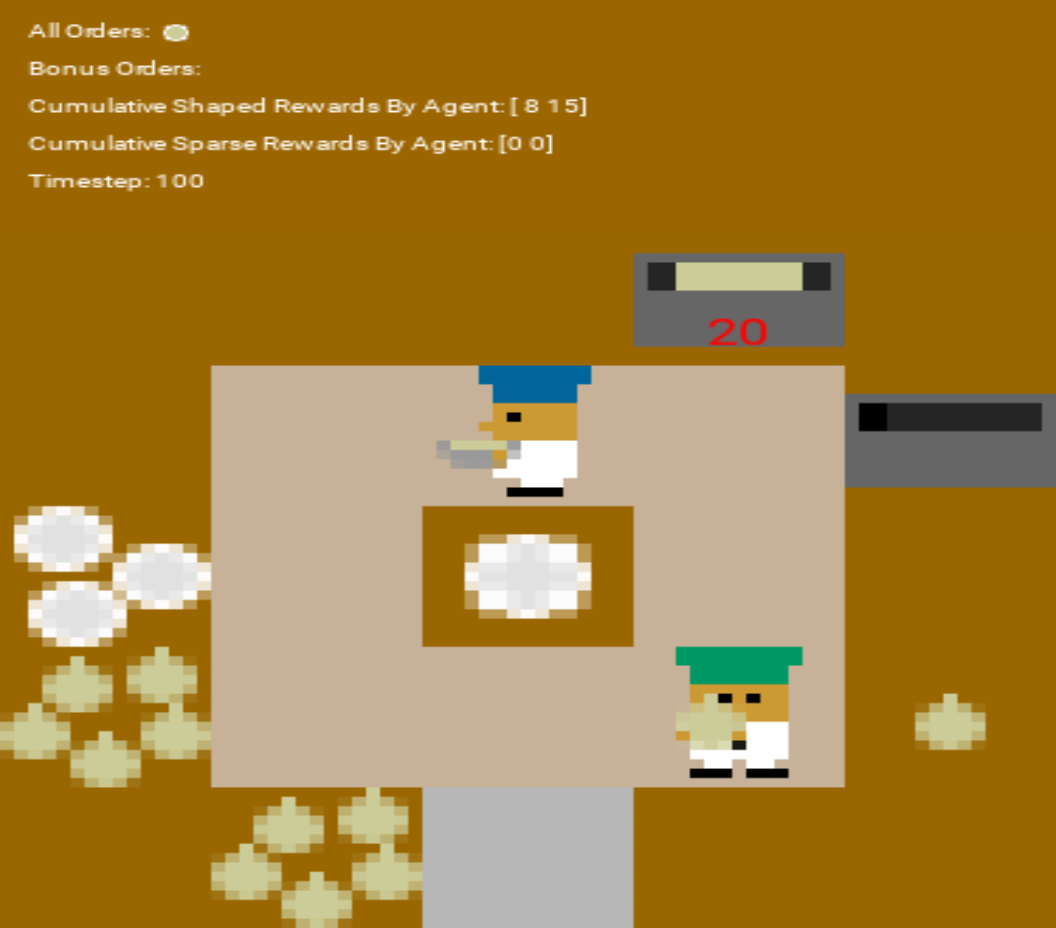 All Orders:
Bonus Orders:
Cumulative Shaped Rewards By Agent: [ 8 15]
Cumulative Sparse Rewards By Agent: [0 0]
Timestep: 100
20